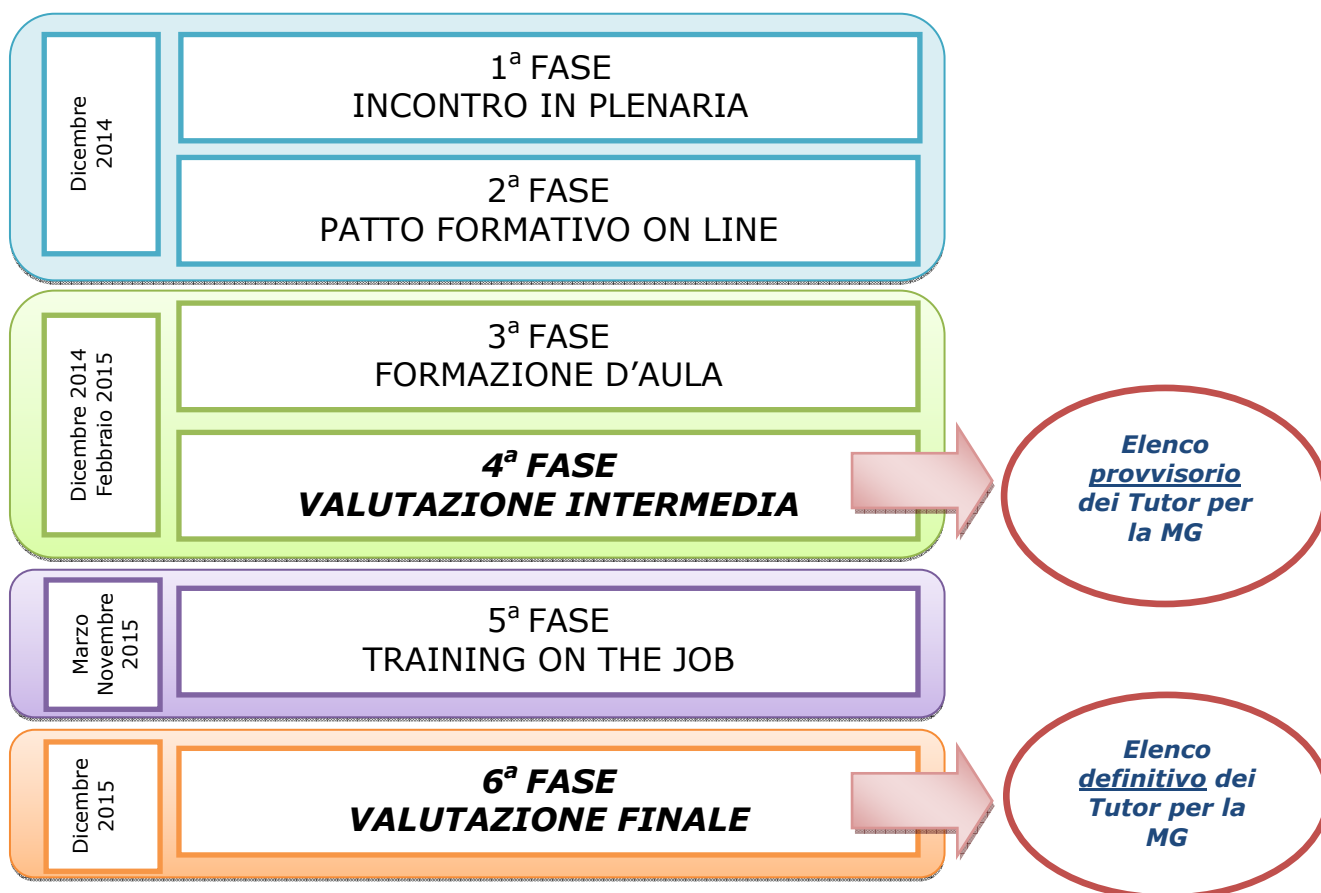 Dicembre
2014
1ª FASE
INCONTRO IN PLENARIA
2ª FASE
PATTO FORMATIVO ON LINE
Dicembre 2014
Febbraio 2015
3ª FASE
FORMAZIONE D’AULA
4ª FASE
VALUTAZIONE INTERMEDIA
Elenco
provvisorio
dei Tutor per
la MG
Marzo
Novembre
2015
5ª FASE
TRAINING ON THE JOB
Dicembre
2015
6ª FASE
VALUTAZIONE FINALE
Elenco
definitivo dei
Tutor per la
MG